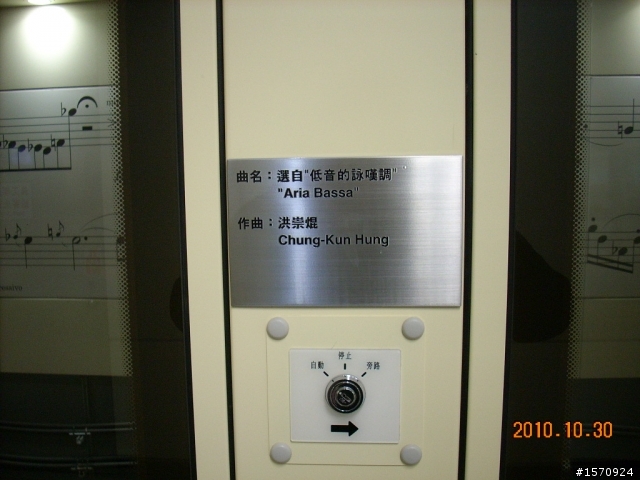 曲名：選自"低音的詠嘆調"
"Aria Bassa"
作曲：洪崇焜
Chung-Kun Hung
停止
自動 旁路
2010.10.30
#1570924